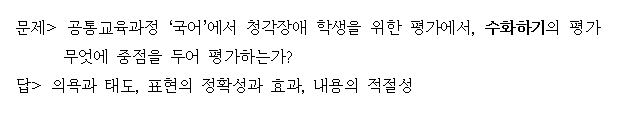 문제> 공통교육과정 '국어'에서 청각장애 학생을 위한 평가에서, 수화하기의 평가
무엇에 중점을 두어 평가하는가?
답> 의욕과 태도, 표현의 정확성과 효과, 내용의 적절성